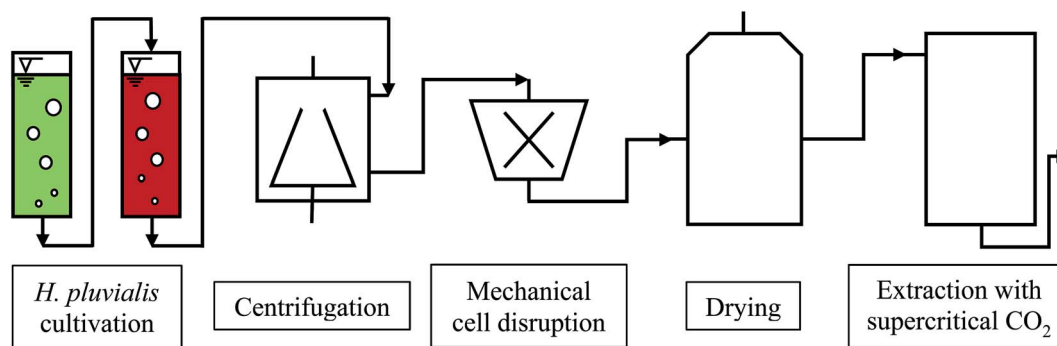 H. pluvialis
cultivation
Centrifugation
Mechanical
cell disruption
Drying
Extraction with
supercritical CO₂